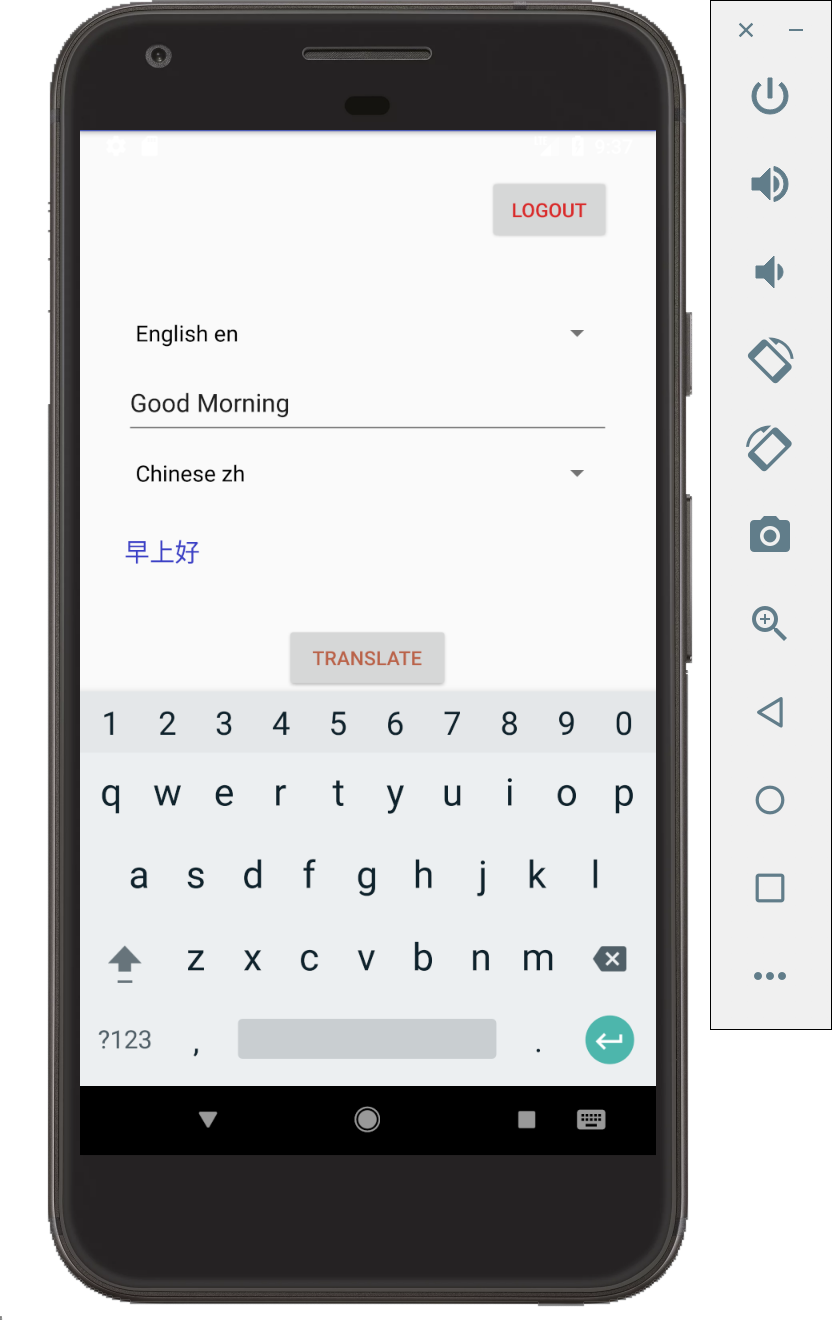 9:37
LOGOUT
English en
Good Morning
Chinese zh
早上好
TRANSLATE
1 2 3 4 5 6 7 8 9 0
q w e r t y u i o p
a s d f g h j k l
z x c v b n m
?123 , .